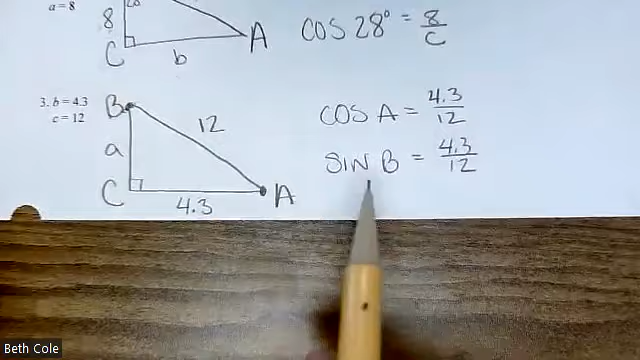 a = 8
8
28°
C
b
A
COS 28° = 8/C
3. b = 4.3
c = 12
B
12
a
C
4.3
A
COS A = 4.3/12
SIN B = 4.3/12
Beth Cole